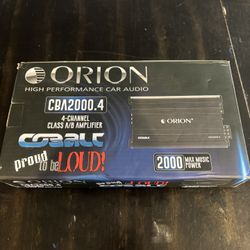 ORION
HIGH PERFORMANCE CAR AUDIO
CBA2000.4
4-CHANNEL
CLASS A/B AMPLIFIER
COBALT
proud to be LOUD!
ORION
COBALT
2000 MAX MUSIC
POWER